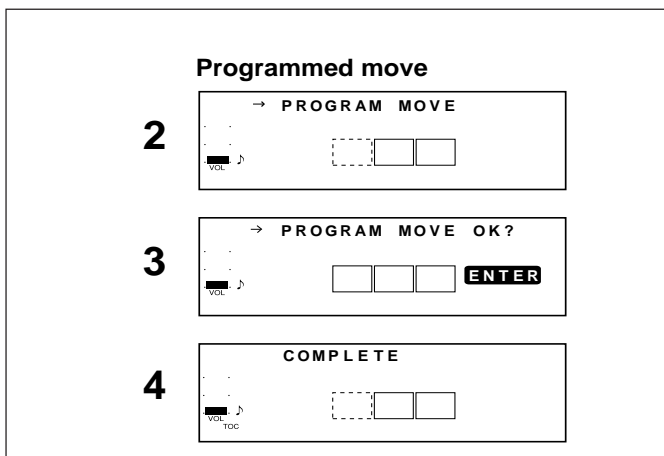 Programmed move
2
→ PROGRAM MOVE
VOL
3
→ PROGRAM MOVE OK?
ENTER
VOL
4
COMPLETE
VOL
TOC